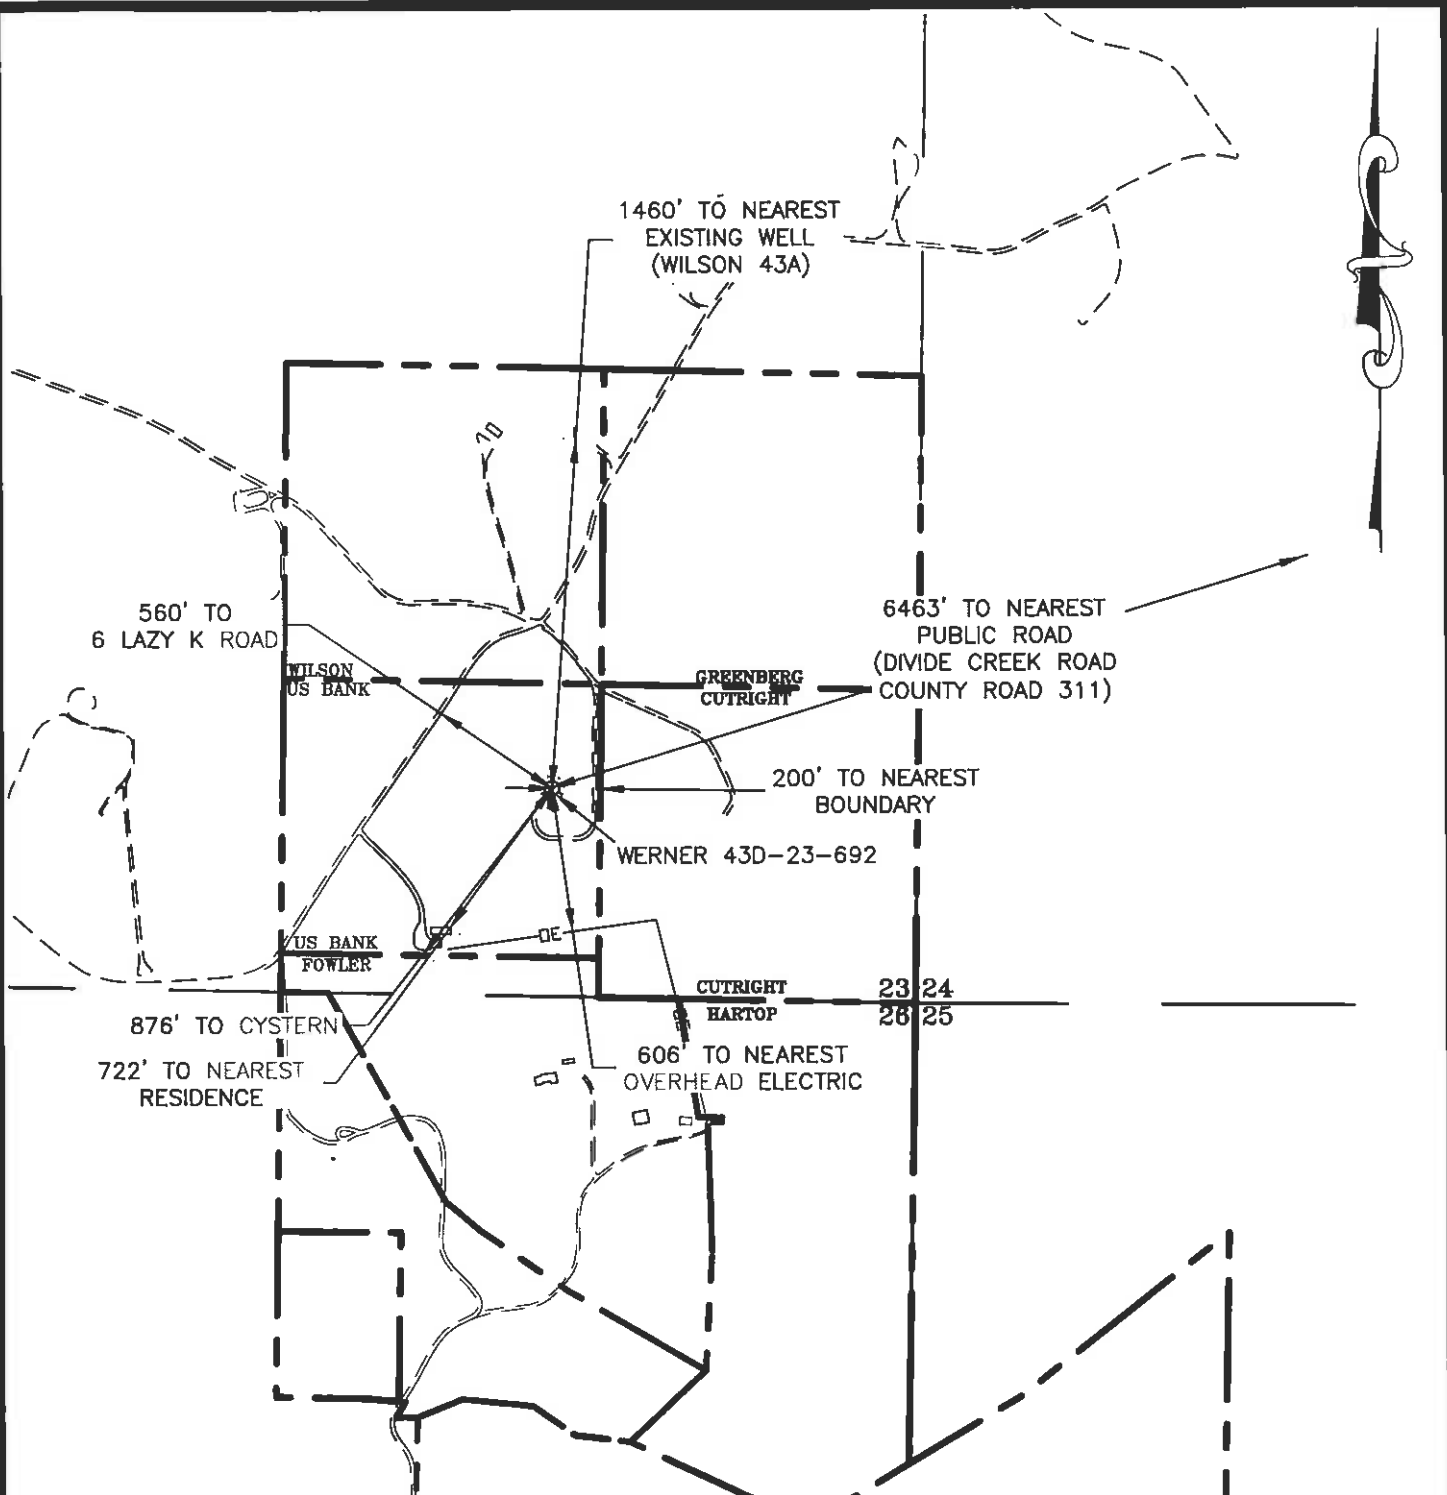 1460' TO NEAREST
EXISTING WELL
(WILSON 43A)
560' TO
6 LAZY K ROAD
6463' TO NEAREST
PUBLIC ROAD
(DIVIDE CREEK ROAD
COUNTY ROAD 311)
WILSON
US BANK
GREENBERG
CUTRIGHT
200' TO NEAREST
BOUNDARY
WERNER 43D-23-692
OE
US BANK
FOWLER
CUTRIGHT
HARTOP
23 24
26 25
876' TO CYSTERN
722' TO NEAREST
RESIDENCE
606' TO NEAREST
OVERHEAD ELECTRIC